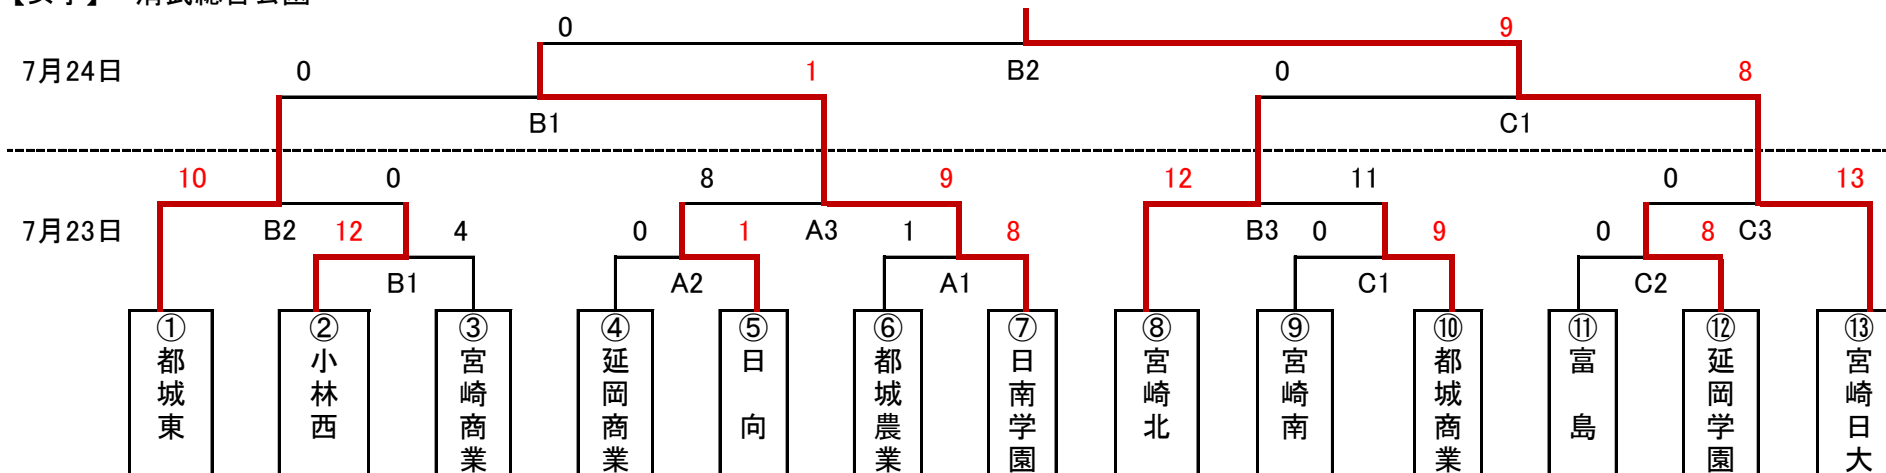 0 9
7月24日 0 1 B2 0 8
B1 C1
10 0 8 9 12 11 0 13
7月23日 B2 12 4 0 1 A3 1 8 B3 0 9 0 8 C3
B1 A2 A1 C1 C2
①都城東
②小林西
③宮崎商業
④延岡商業
⑤日向
⑥都城農業
⑦日南学園
⑧宮崎北
⑨宮崎南
⑩都城商業
⑪富島
⑫延岡学園
⑬宮崎日大